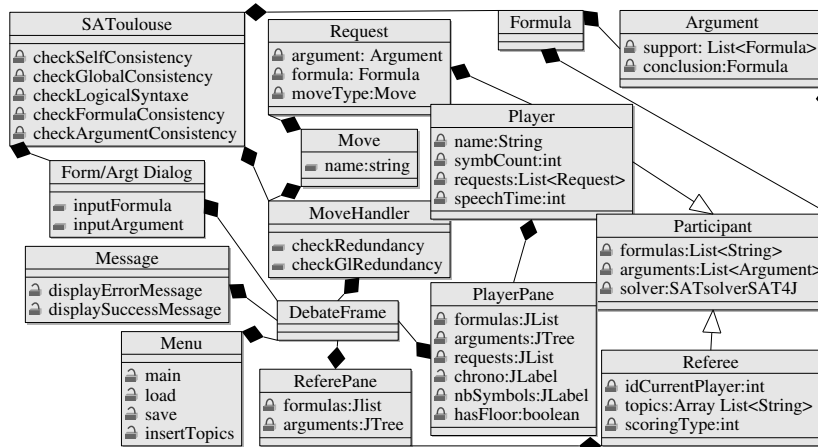 SAToulouse
checkSelfConsistency
checkGlobalConsistency
checkLogicalSyntaxe
checkFormulaConsistency
checkArgumentConsistency
Request
argument: Argument
formula: Formula
moveType:Move
Formula
Argument
support: List<Formula>
conclusion:Formula
Player
name:String
symbCount:int
requests:List<Request>
speechTime:int
Move
name:string
Form/Argt Dialog
inputFormula
inputArgument
MoveHandler
checkRedundancy
checkGlRedundancy
Participant
formulas:List<String>
arguments:List<Argument>
solver:SATsolverSAT4J
Message
displayErrorMessage
displaySuccessMessage
DebateFrame
PlayerPane
formulas:JList
arguments:JTree
requests:JList
chrono:JLabel
nbSymbols:JLabel
hasFloor:boolean
Menu
main
load
save
insertTopics
ReferePane
formulas:Jlist
arguments:JTree
Referee
idCurrentPlayer:int
topics:Array List<String>
scoringType:int